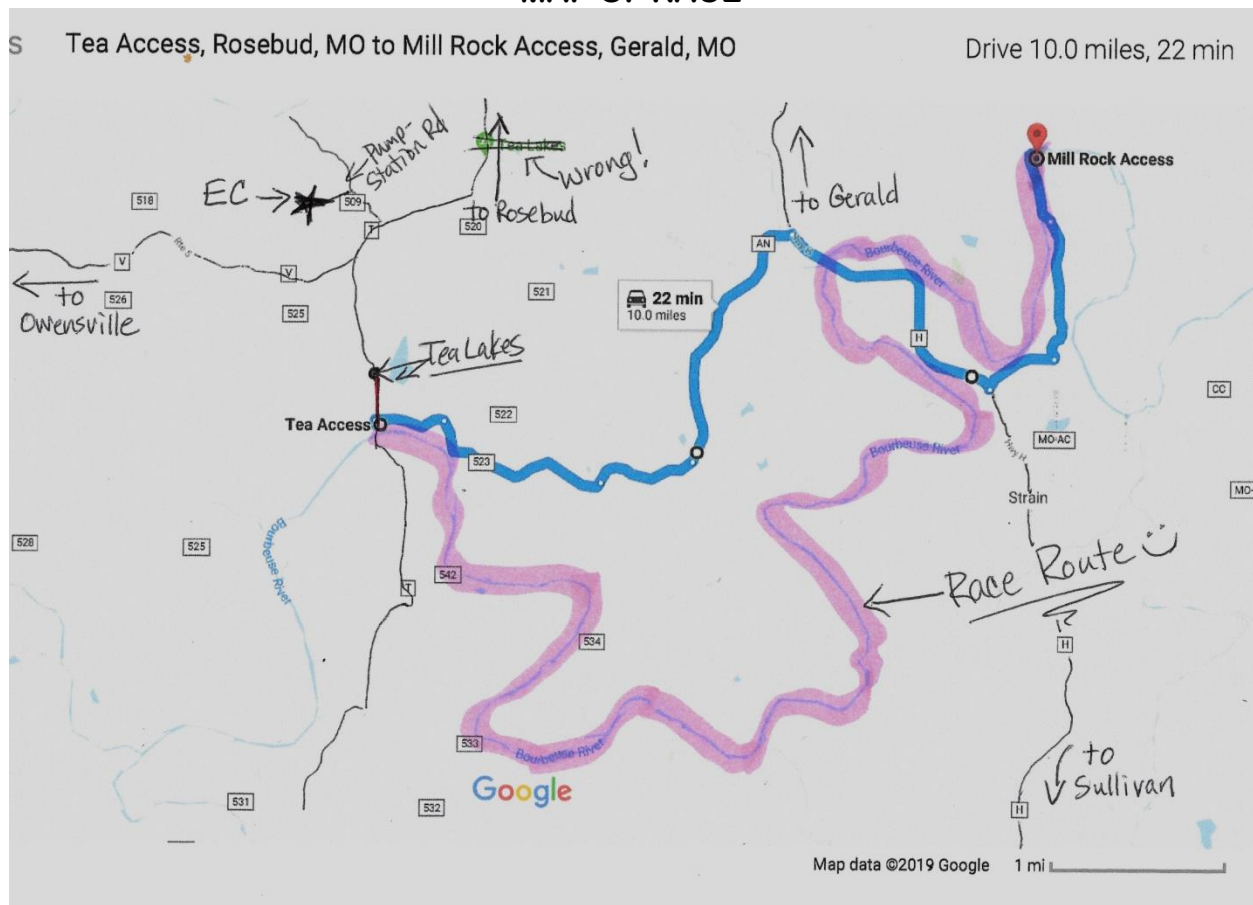 MAP OF RACE
S
Tea Access, Rosebud, MO to Mill Rock Access, Gerald, MO
Drive 10.0 miles, 22 min
Pump-
Station Rd
Tea Lakes
Wrong!
EC
509
518
to Rosebud
520
T
to Gerald
Mill Rock Access
Rte 5
V
V
to
Owensville
526
525
521
AN
Bourbeuse River
22 min
10.0 miles
H
Tea Lakes
522
CC
Tea Access
523
Bourbeuse River
MO-AC
Hwy H
MO-
Strain
Bourbeuse River
528
525
542
T
Race Route
534
H
533
Bourbeuse River
to
Sullivan
Google
531
532
H
Map data ©2019 Google
1 mi